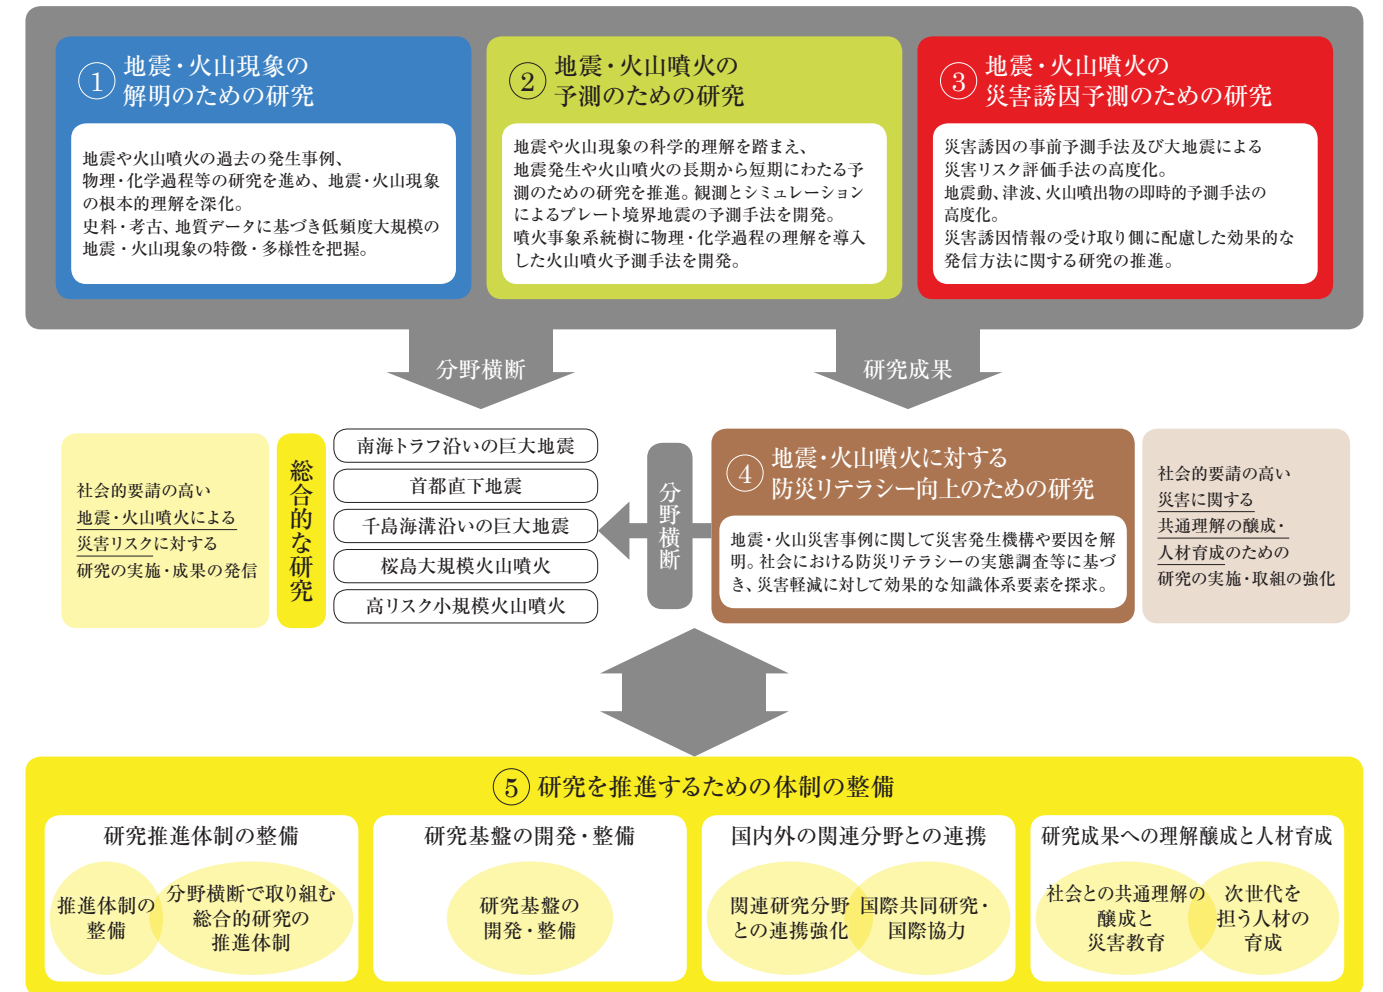 ① 地震・火山現象の
解明のための研究
地震や火山噴火の過去の発生事例、
物理・化学過程等の研究を進め、地震・火山現象
の根本的理解を深化。
史料・考古、地質データに基づき低頻度大規模の
地震・火山現象の特徴・多様性を把握。
② 地震・火山噴火の
予測のための研究
地震や火山現象の科学的理解を踏まえ、
地震発生や火山噴火の長期から短期にわたる予
測のための研究を推進。観測とシミュレーション
によるプレート境界地震の予測手法を開発。
噴火事象系統樹に物理・化学過程の理解を導入
した火山噴火予測手法を開発。
③ 地震・火山噴火の
災害誘因予測のための研究
災害誘因の事前予測手法及び大地震による
災害リスク評価手法の高度化。
地震動、津波、火山噴出物の即時的予測手法の
高度化。
災害誘因情報の受け取り側に配慮した効果的な
発信方法に関する研究の推進。
分野横断
研究成果
社会的要請の高い
地震・火山噴火による
災害リスクに対する
研究の実施・成果の発信
総合的な研究
南海トラフ沿いの巨大地震
首都直下地震
千島海溝沿いの巨大地震
桜島大規模火山噴火
高リスク小規模火山噴火
分野横断
④ 地震・火山噴火に対する
防災リテラシー向上のための研究
地震・火山災害事例に関して災害発生機構や要因を解
明。社会における防災リテラシーの実態調査等に基づ
き、災害軽減に対して効果的な知識体系要素を探求。
社会的要請の高い
災害に関する
共通理解の醸成・
人材育成のための
研究の実施・取組の強化
⑤ 研究を推進するための体制の整備
研究推進体制の整備
推進体制の
整備
分野横断で取り組む
総合的研究の
推進体制
研究基盤の開発・整備
研究基盤の
開発・整備
国内外の関連分野との連携
関連研究分野
との連携強化
国際共同研究・
国際協力
研究成果への理解醸成と人材育成
社会との共通理解の
醸成と
災害教育
次世代を
担う人材の
育成